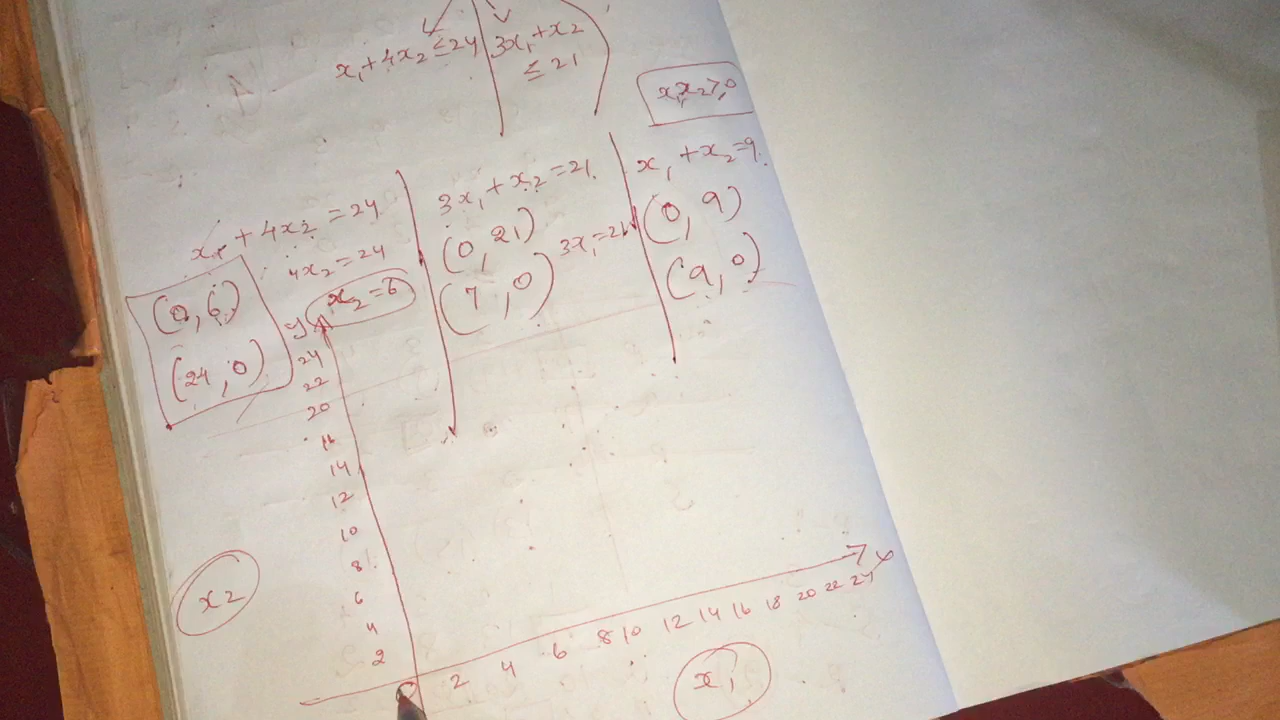 x₁+4x₂ ≤24 3x₁+x2
≤ 21
x₁x₂≥0
x₁ + 4x2 = 24
4x₂ = 24
x₂ = 6
(0, 6)
(24, 0)
3x₁ + x₂ = 21
(0, 21)
3x₁=21
(7, 0)
x₁ + x₂ = 9
(0, 9)
(9, 0)
y
24
22
20
16
14
12
10
8
6
4
2
x2
0 2 4 6 8 10 12 14 16 18 20 22 24 x
x₁